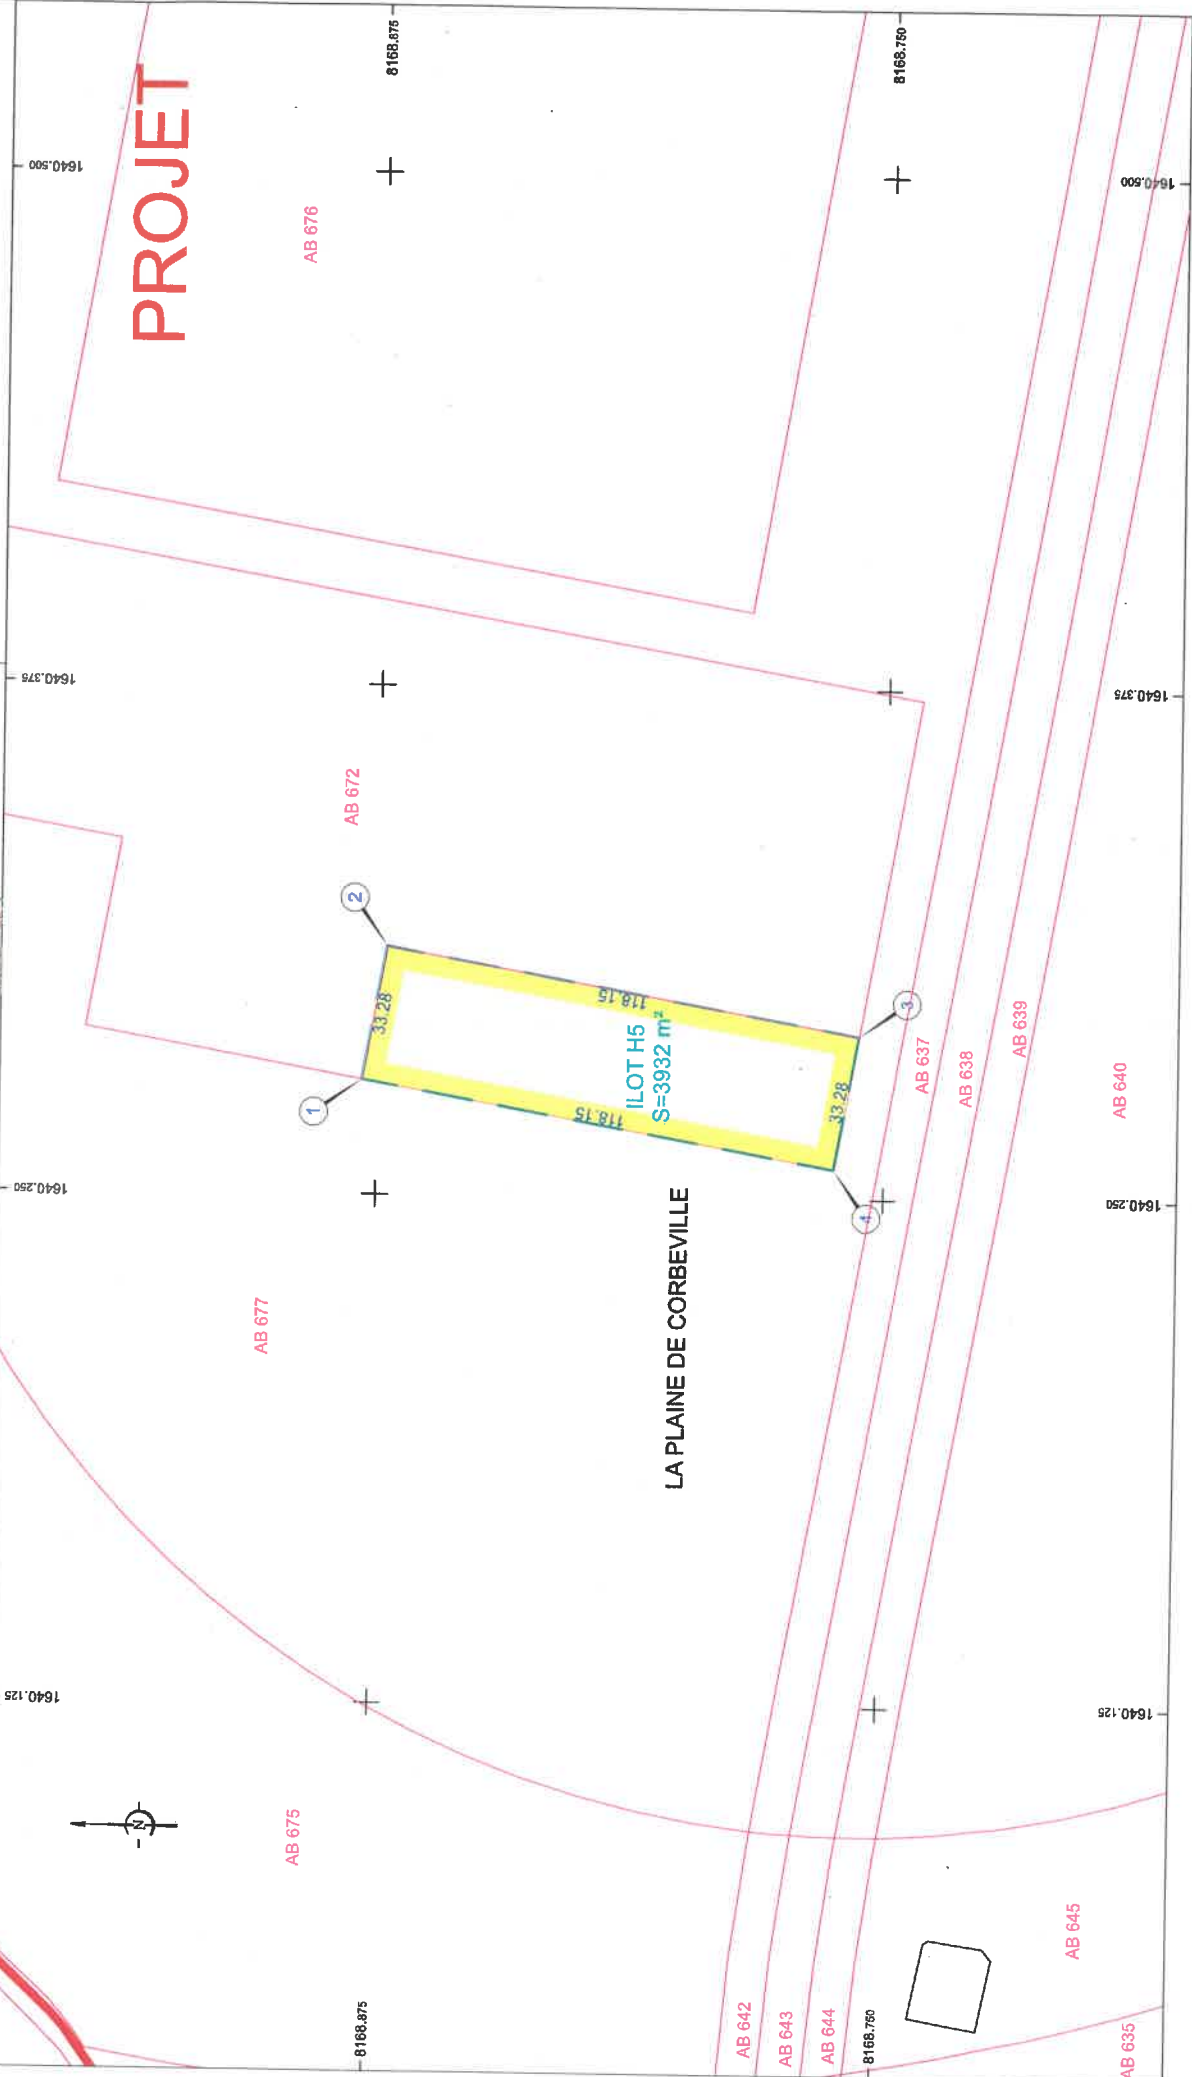 PROJET
1640.125
1640.250
1640.375
1640.500
8168.875
8168.875
N
AB 675
AB 677
AB 672
AB 676
1
2
33.28
118.15
118.15
ILOT H5
S=3932 m²
LA PLAINE DE CORBEVILLE
33.28
4
3
8168.750
8168.750
AB 642
AB 643
AB 644
AB 637
AB 638
AB 639
AB 640
AB 645
AB 635
1640.125
1640.250
1640.375
1640.500